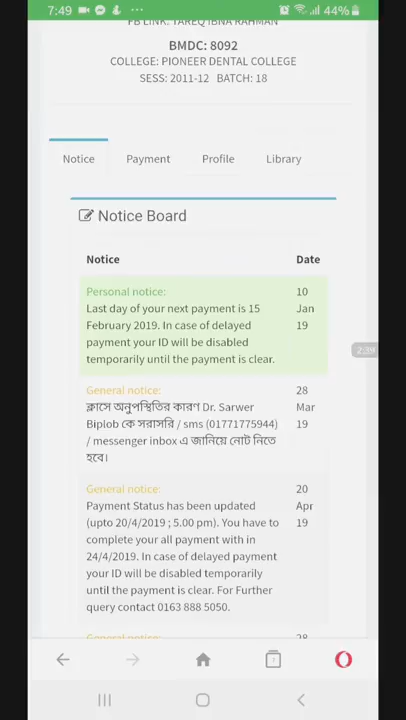 7:49
44%
FB LINK: TAREQ IBNA RAHMAN
BMDC: 8092
COLLEGE: PIONEER DENTAL COLLEGE
SESS: 2011-12 BATCH: 18
Notice Payment Profile Library
Notice Board
Notice Date
Personal notice: 10
Last day of your next payment is 15 Jan
February 2019. In case of delayed 19
payment your ID will be disabled
temporarily until the payment is clear.
2:39
General notice: 28
ক্লাসে অনুপস্থিতির কারণ Dr. Sarwer Mar
Biplob কে সরাসরি / sms (01771775944) 19
/ messenger inbox এ জানিয়ে নোট নিতে
হবে।
General notice: 20
Payment Status has been updated Apr
(upto 20/4/2019 ; 5.00 pm). You have to 19
complete your all payment with in
24/4/2019. In case of delayed payment
your ID will be disabled temporarily
until the payment is clear. For Further
query contact 0163 888 5050.
General notice: 28